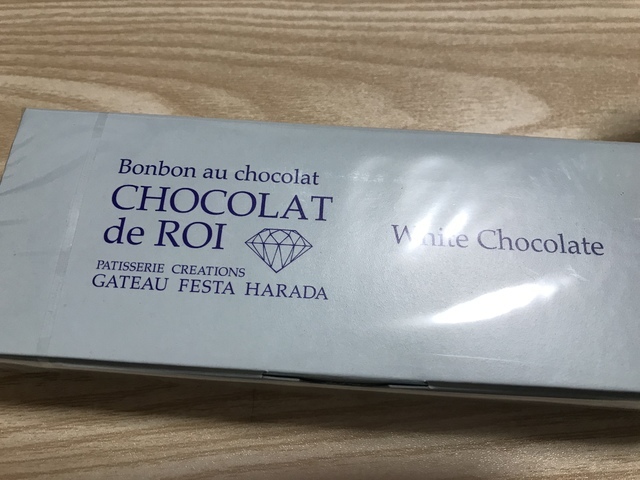 Bonbon au chocolat
CHOCOLAT
de ROI
PATISSERIE CREATIONS
GATEAU FESTA HARADA
White Chocolate